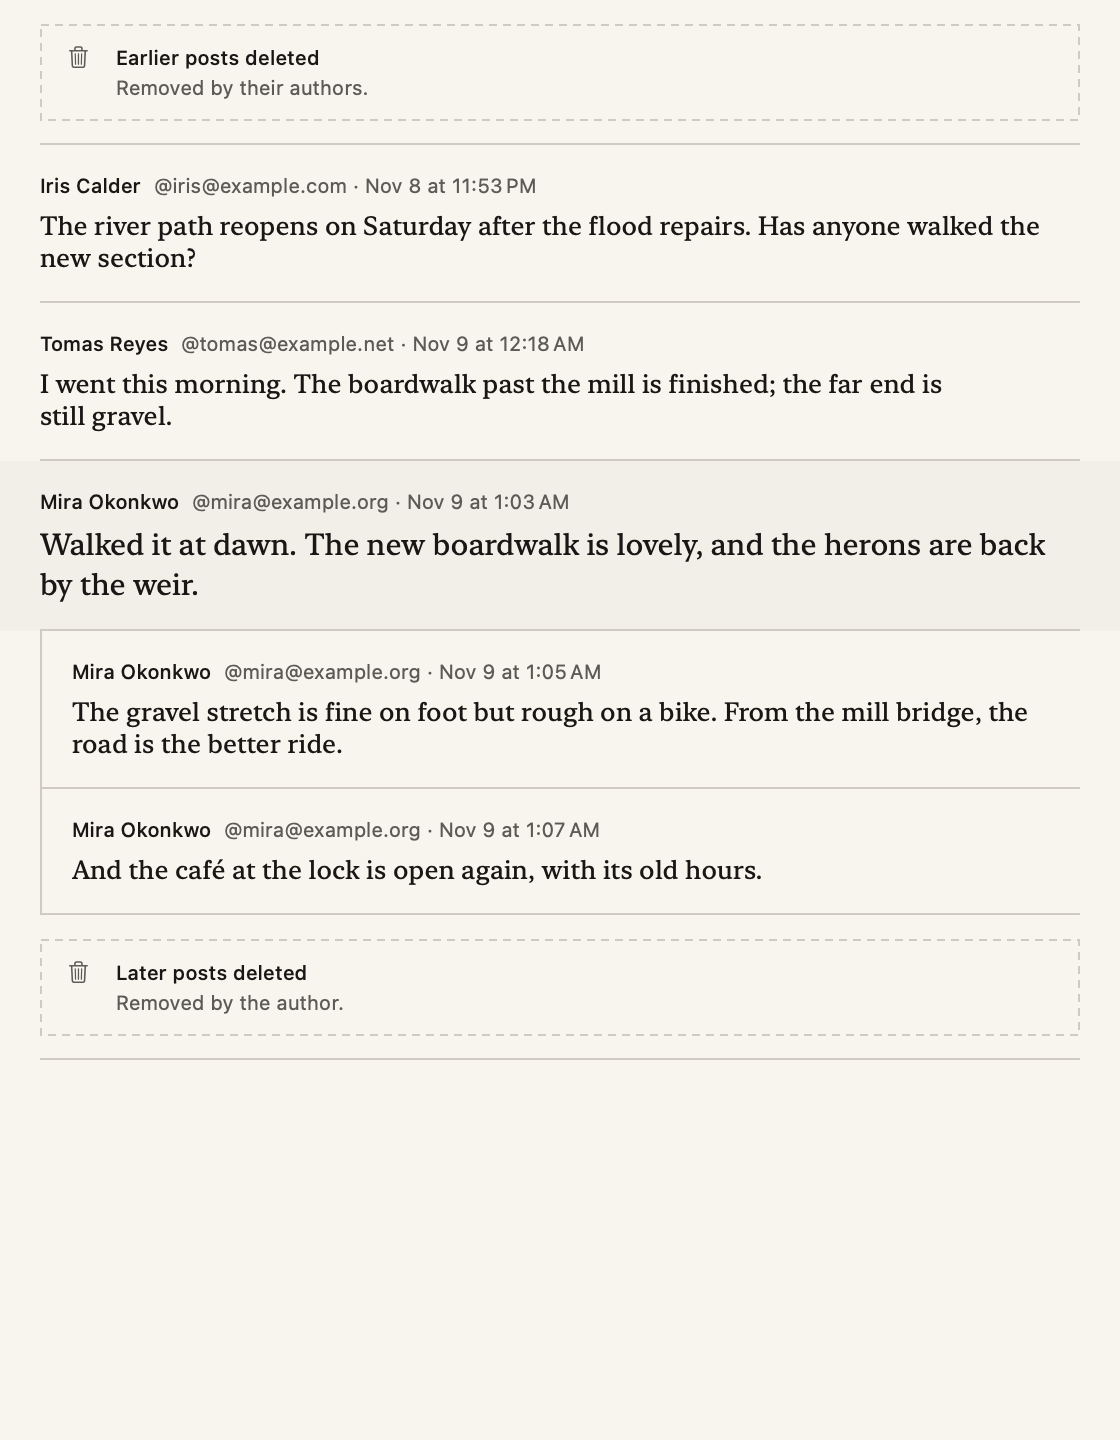 Earlier posts deleted
Removed by their authors.
Iris Calder @iris@example.com · Nov 8 at 11:53 PM
The river path reopens on Saturday after the flood repairs. Has anyone walked the
new section?
Tomas Reyes @tomas@example.net · Nov 9 at 12:18 AM
I went this morning. The boardwalk past the mill is finished; the far end is
still gravel.
Mira Okonkwo @mira@example.org · Nov 9 at 1:03 AM
Walked it at dawn. The new boardwalk is lovely, and the herons are back
by the weir.
Mira Okonkwo @mira@example.org · Nov 9 at 1:05 AM
The gravel stretch is fine on foot but rough on a bike. From the mill bridge, the
road is the better ride.
Mira Okonkwo @mira@example.org · Nov 9 at 1:07 AM
And the café at the lock is open again, with its old hours.
Later posts deleted
Removed by the author.